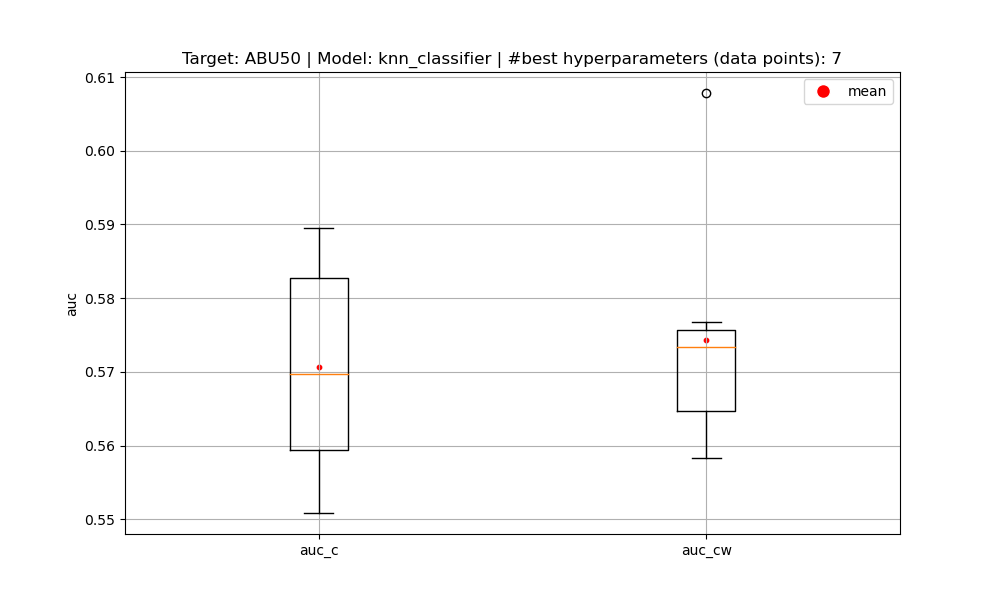 Target: ABU50 | Model: knn_classifier | #best hyperparameters (data points): 7
mean
0.61
0.60
0.59
0.58
0.57
0.56
0.55
auc
auc_c
auc_cw